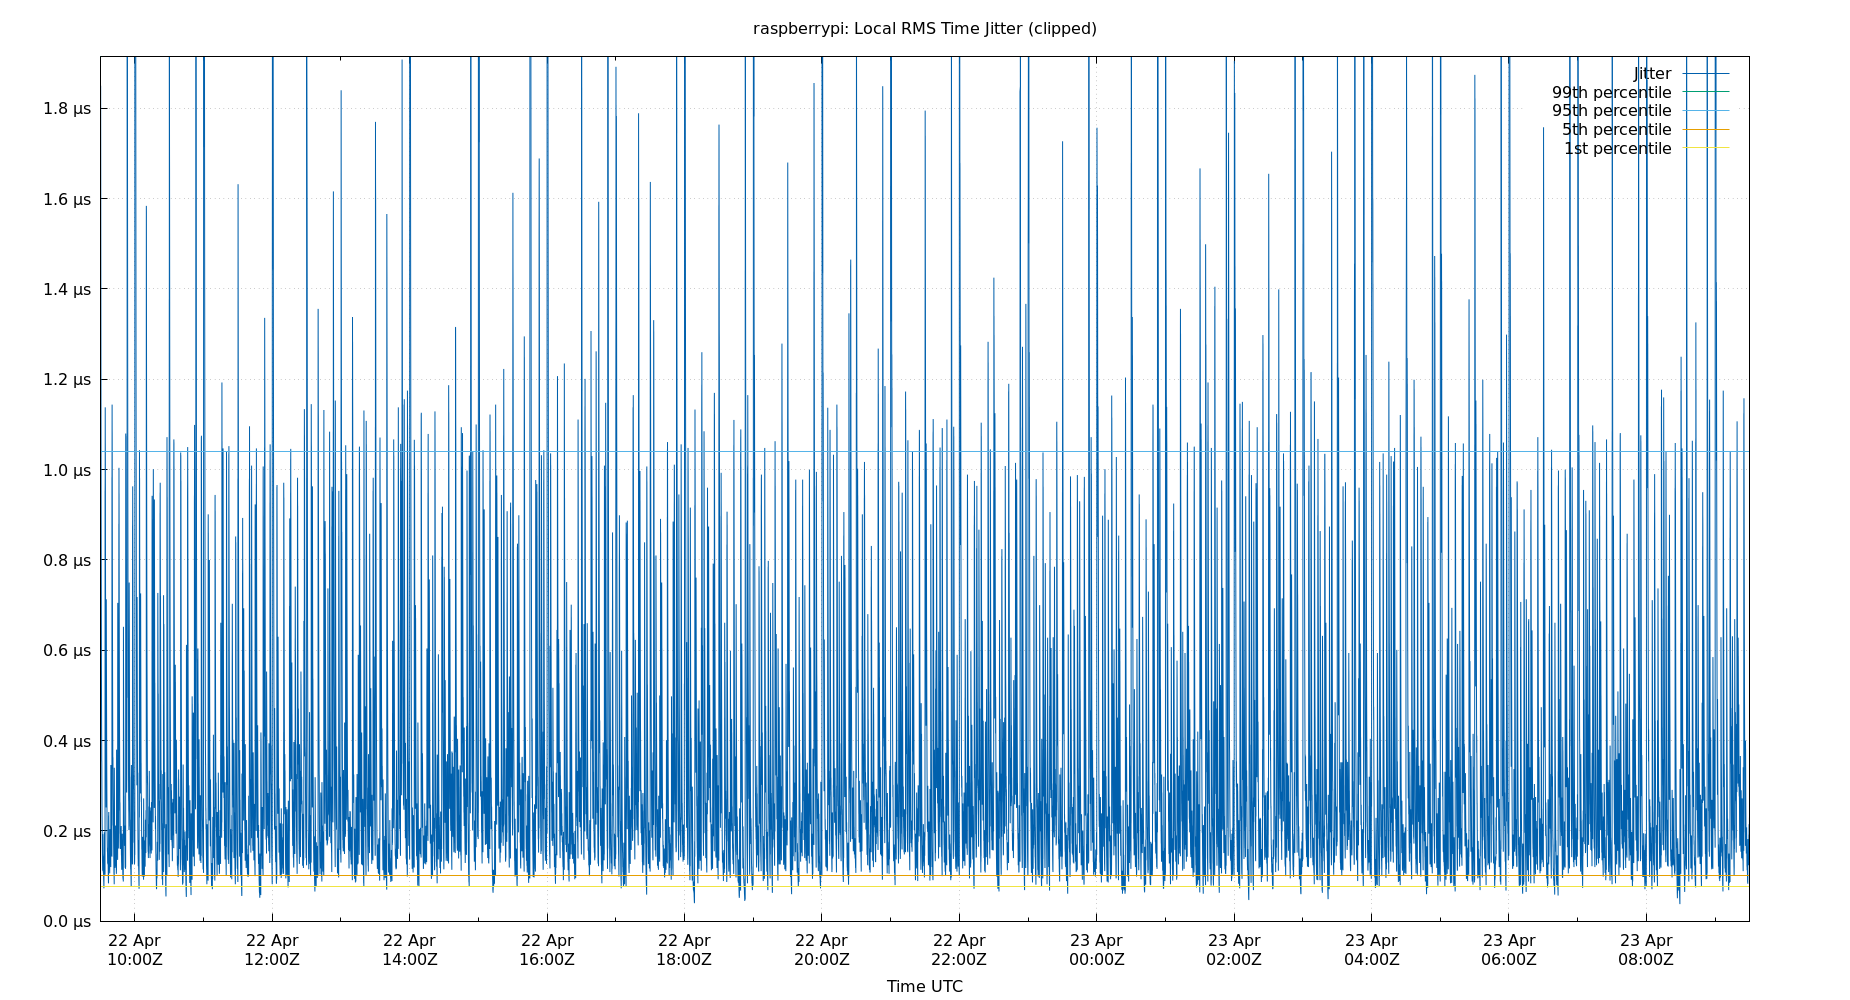 raspberrypi: Local RMS Time Jitter (clipped)
Jitter
99th percentile
95th percentile
5th percentile
1st percentile
1.8 µs
1.6 µs
1.4 µs
1.2 µs
1.0 µs
0.8 µs
0.6 µs
0.4 µs
0.2 µs
0.0 µs
22 Apr 22 Apr 22 Apr 22 Apr 22 Apr 22 Apr 22 Apr 23 Apr 23 Apr 23 Apr 23 Apr 23 Apr
10:00Z 12:00Z 14:00Z 16:00Z 18:00Z 20:00Z 22:00Z 00:00Z 02:00Z 04:00Z 06:00Z 08:00Z
Time UTC